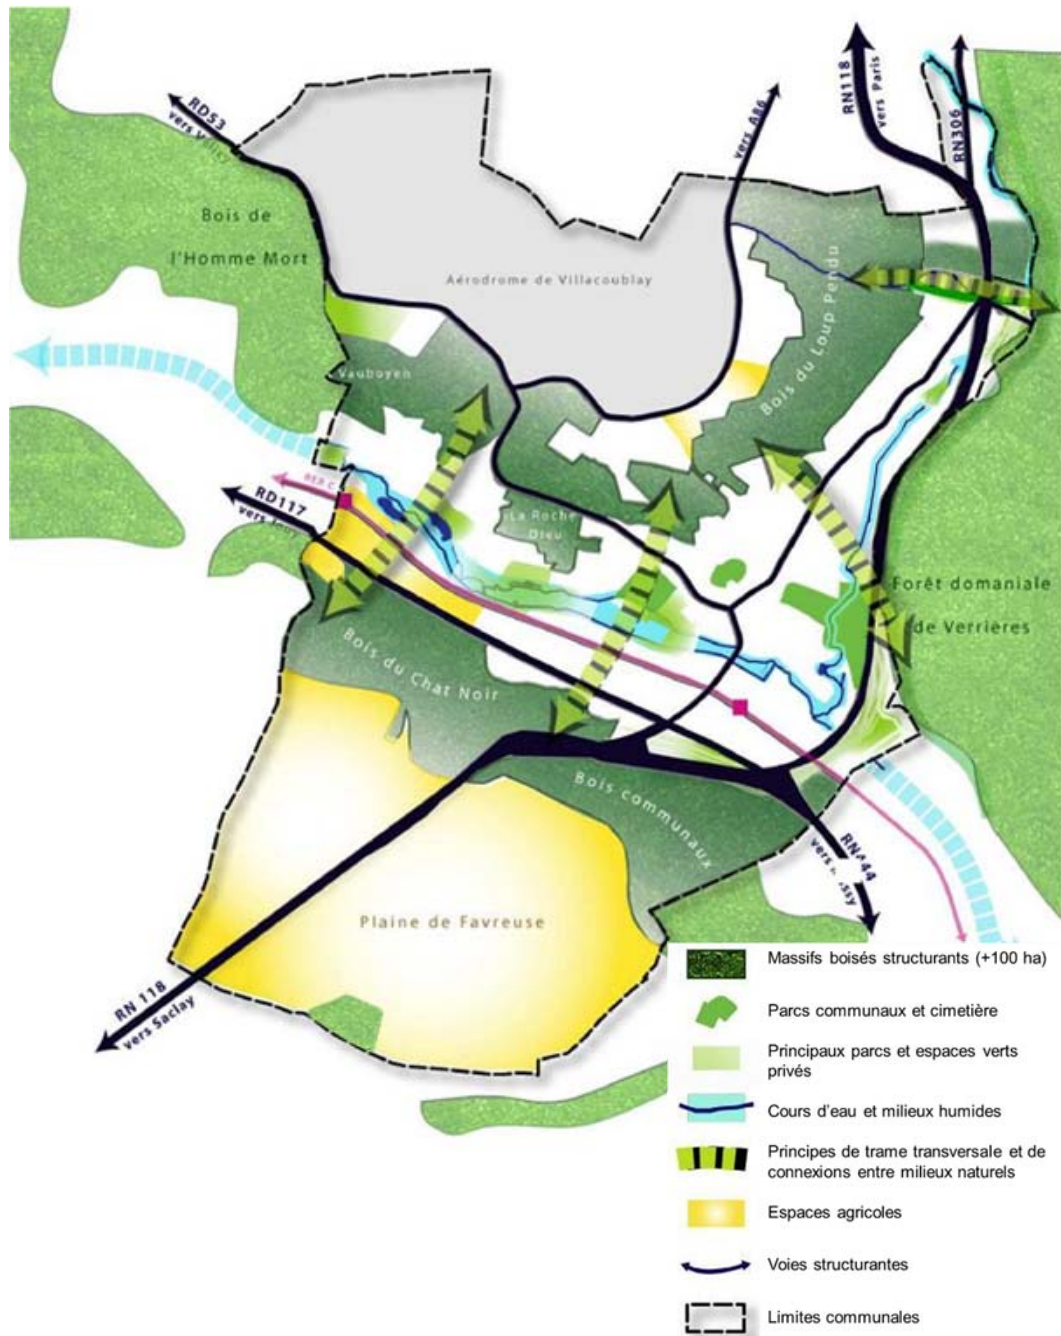 RD53
vers
RN118
vers Paris
RN306
vers A86
Bois de
l'Homme Mort
Aérodrome de Villacoublay
Bois du Loup Pendu
Vauboyen
RER C
RD117
vers
La Roche
Dieu
Forêt domaniale
de Verrières
Bois du Chat Noir
Bois communaux
vers
Plaine de Favreuse
RN 118
vers Saclay
Massifs boisés structurants (+100 ha)
Parcs communaux et cimetière
Principaux parcs et espaces verts
privés
Cours d'eau et milieux humides
Principes de trame transversale et de
connexions entre milieux naturels
Espaces agricoles
Voies structurantes
Limites communales